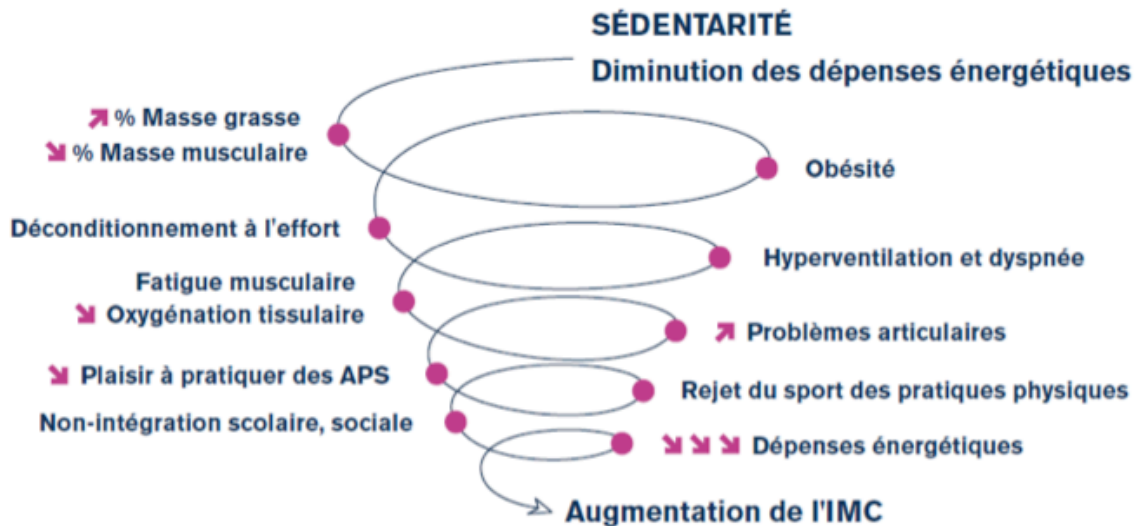 SÉDENTARITÉ
Diminution des dépenses énergétiques
↗ % Masse grasse
↘ % Masse musculaire
Obésité
Déconditionnement à l'effort
Hyperventilation et dyspnée
Fatigue musculaire
↘ Oxygénation tissulaire
↗ Problèmes articulaires
↘ Plaisir à pratiquer des APS
Rejet du sport des pratiques physiques
Non-intégration scolaire, sociale
↘ ↘ ↘ Dépenses énergétiques
Augmentation de l'IMC